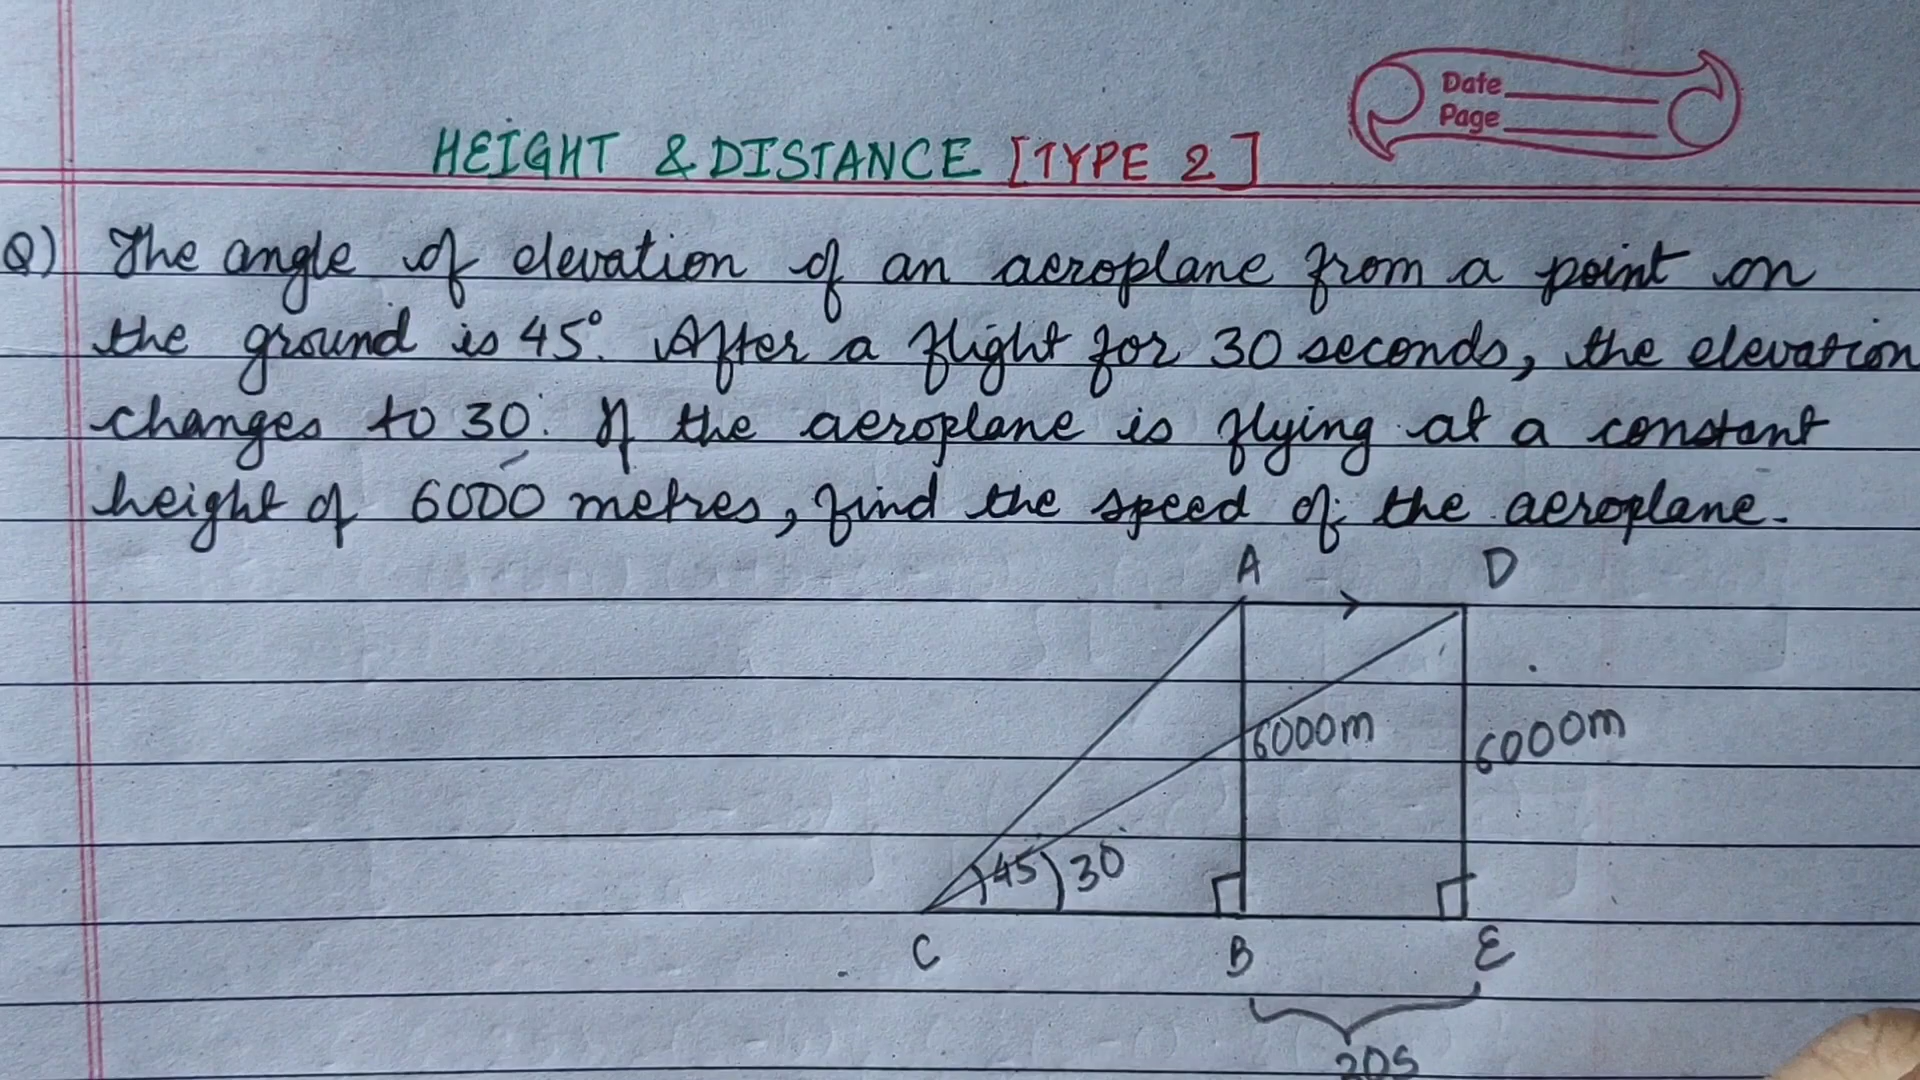 Date
Page
HEIGHT & DISTANCE [TYPE 2]
Q) The angle of elevation of an aeroplane from a point on
the ground is 45°. After a flight for 30 seconds, the elevation
changes to 30°. If the aeroplane is flying at a constant
height of 6000 metres, find the speed of the aeroplane.
A D
6000m 6000m
45 30°
C B E